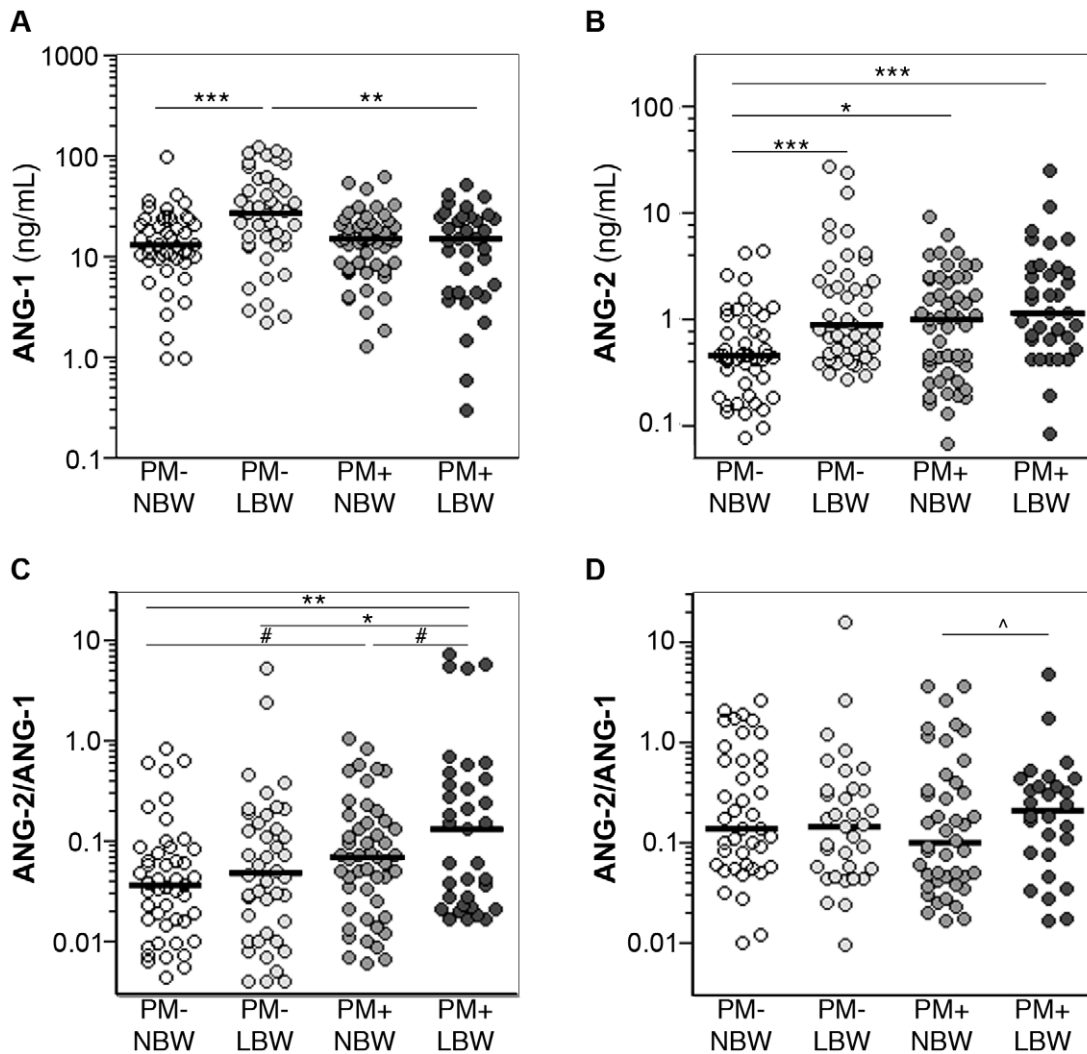 A
ANG-1 (ng/mL)
1000
100
10
1.0
0.1
***
**
PM- PM- PM+ PM+
NBW LBW NBW LBW
B
ANG-2 (ng/mL)
100
10
1
0.1
***
*
***
PM- PM- PM+ PM+
NBW LBW NBW LBW
C
ANG-2/ANG-1
10
1.0
0.1
0.01
**
*
# #
PM- PM- PM+ PM+
NBW LBW NBW LBW
D
ANG-2/ANG-1
10
1.0
0.1
0.01
^
PM- PM- PM+ PM+
NBW LBW NBW LBW